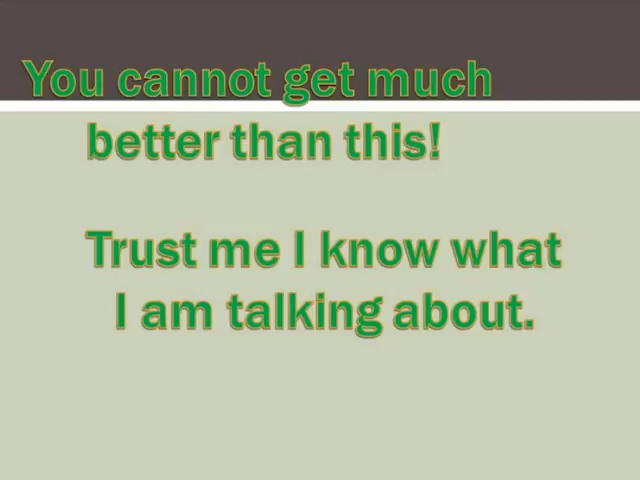 You cannot get much
better than this!
Trust me I know what
I am talking about.